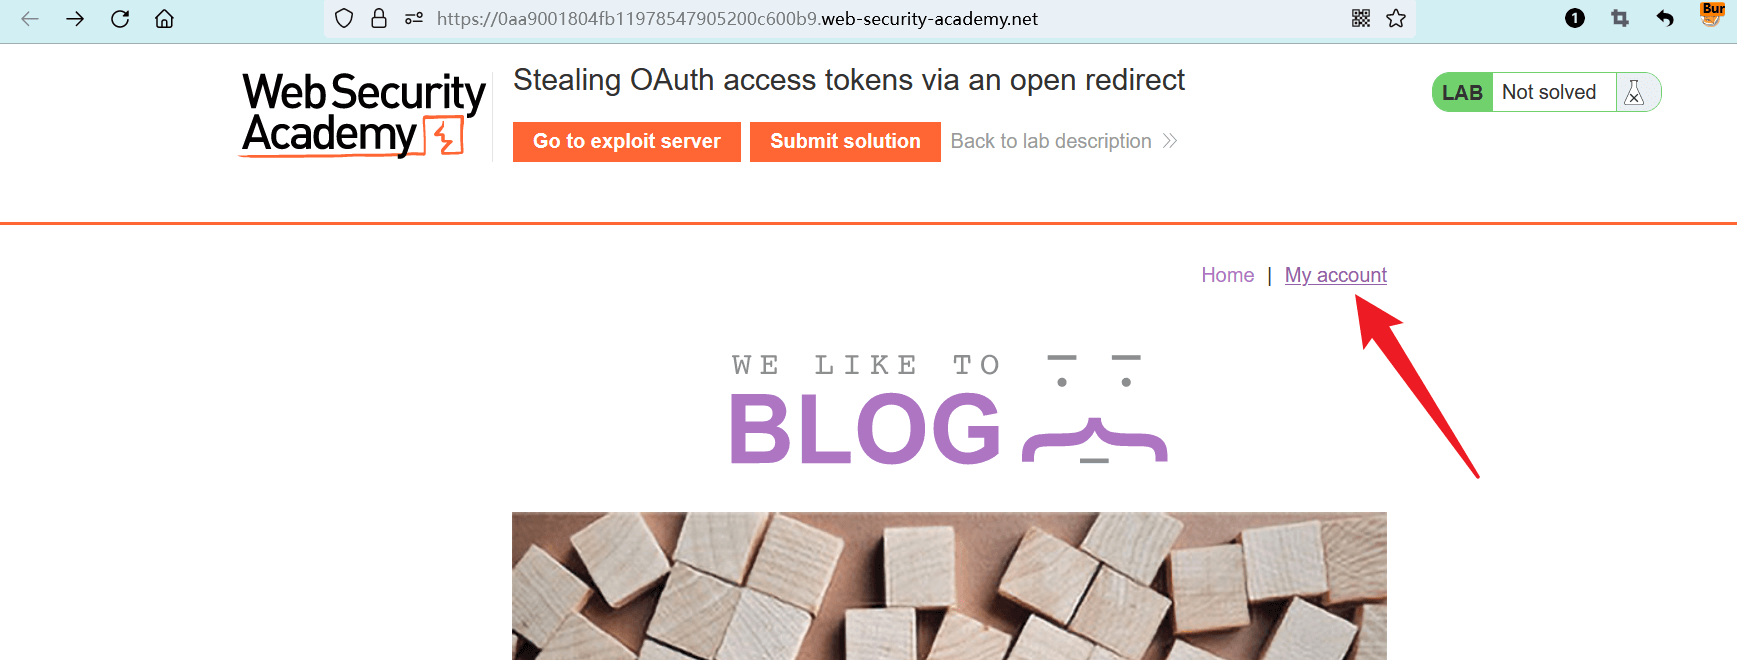 https://0aa9001804fb11978547905200c600b9.web-security-academy.net
1
Bur
Web Security
Academy
Stealing OAuth access tokens via an open redirect
Go to exploit server
Submit solution
Back to lab description
LAB
Not solved
Home | My account
WE LIKE TO
BLOG